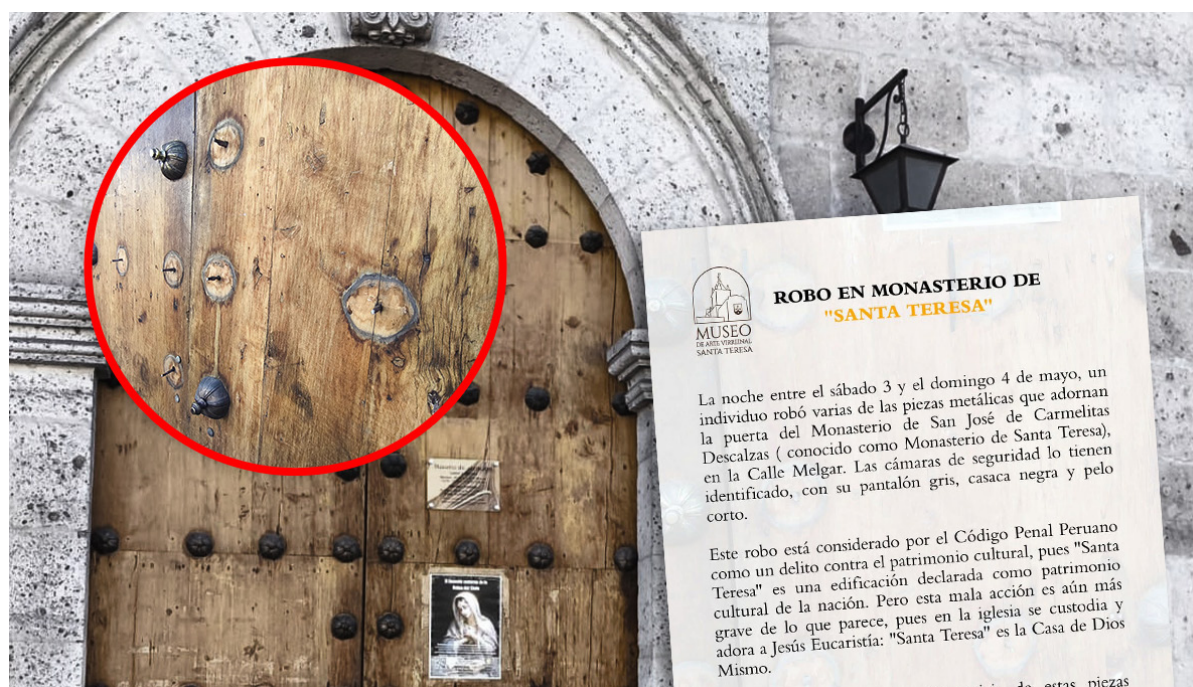 MUSEO
DE ARTE VIRREINAL
SANTA TERESA
ROBO EN MONASTERIO DE
"SANTA TERESA"
La noche entre el sábado 3 y el domingo 4 de mayo, un
individuo robó varias de las piezas metálicas que adornan
la puerta del Monasterio de San José de Carmelitas
Descalzas ( conocido como Monasterio de Santa Teresa),
en la Calle Melgar. Las cámaras de seguridad lo tienen
identificado, con su pantalón gris, casaca negra y pelo
corto.
Este robo está considerado por el Código Penal Peruano
como un delito contra el patrimonio cultural, pues "Santa
Teresa" es una edificación declarada como patrimonio
cultural de la nación. Pero esta mala acción es aún más
grave de lo que parece, pues en la iglesia se custodia y
adora a Jesús Eucaristía: "Santa Teresa" es la Casa de Dios
Mismo.
de estas piezas